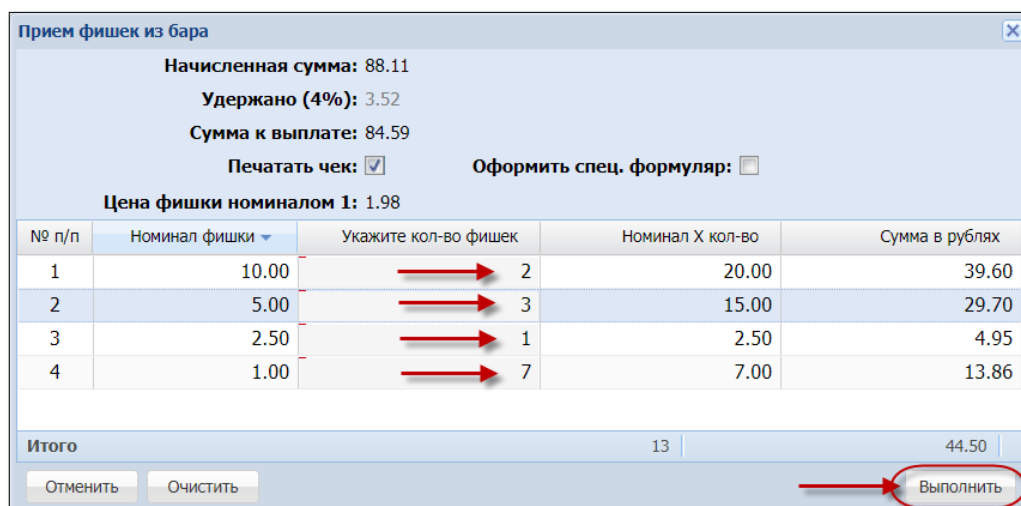 Прием фишек из бара
Начисленная сумма: 88.11
Удержано (4%): 3.52
Сумма к выплате: 84.59
Печатать чек: Оформить спец. формуляр:
Цена фишки номиналом 1: 1.98
№ п/п Номинал фишки Укажите кол-во фишек Номинал X кол-во Сумма в рублях
1 10.00 2 20.00 39.60
2 5.00 3 15.00 29.70
3 2.50 1 2.50 4.95
4 1.00 7 7.00 13.86
Итого 13 44.50
Отменить Очистить Выполнить